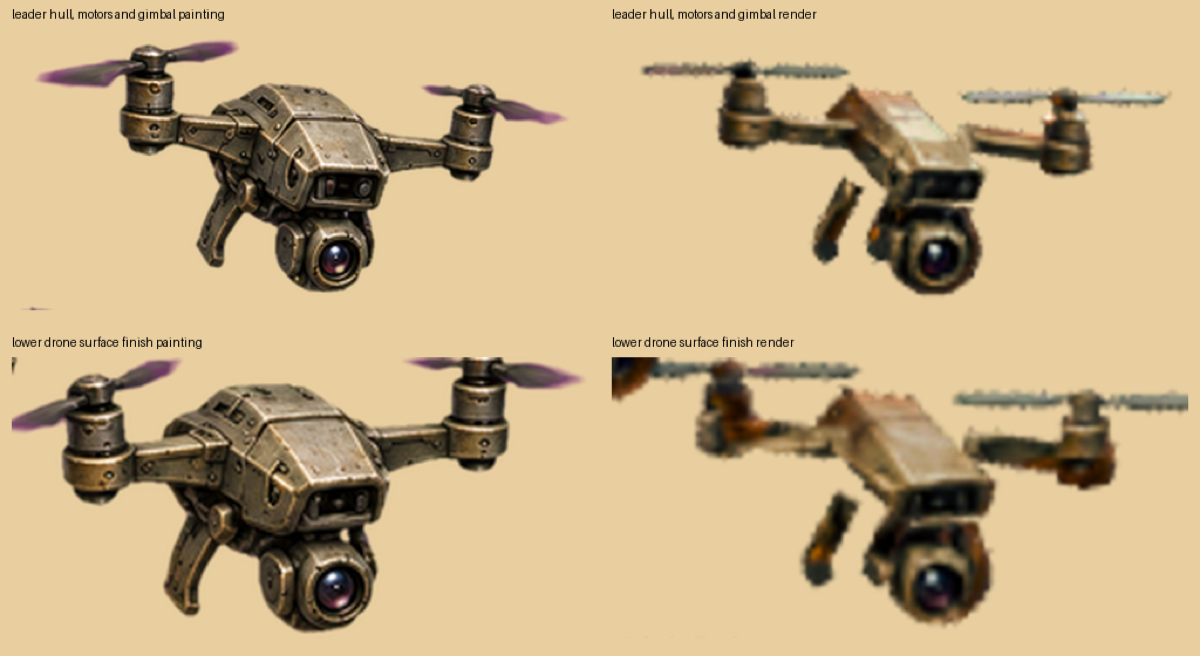 leader hull, motors and gimbal painting
leader hull, motors and gimbal render
lower drone surface finish painting
lower drone surface finish render